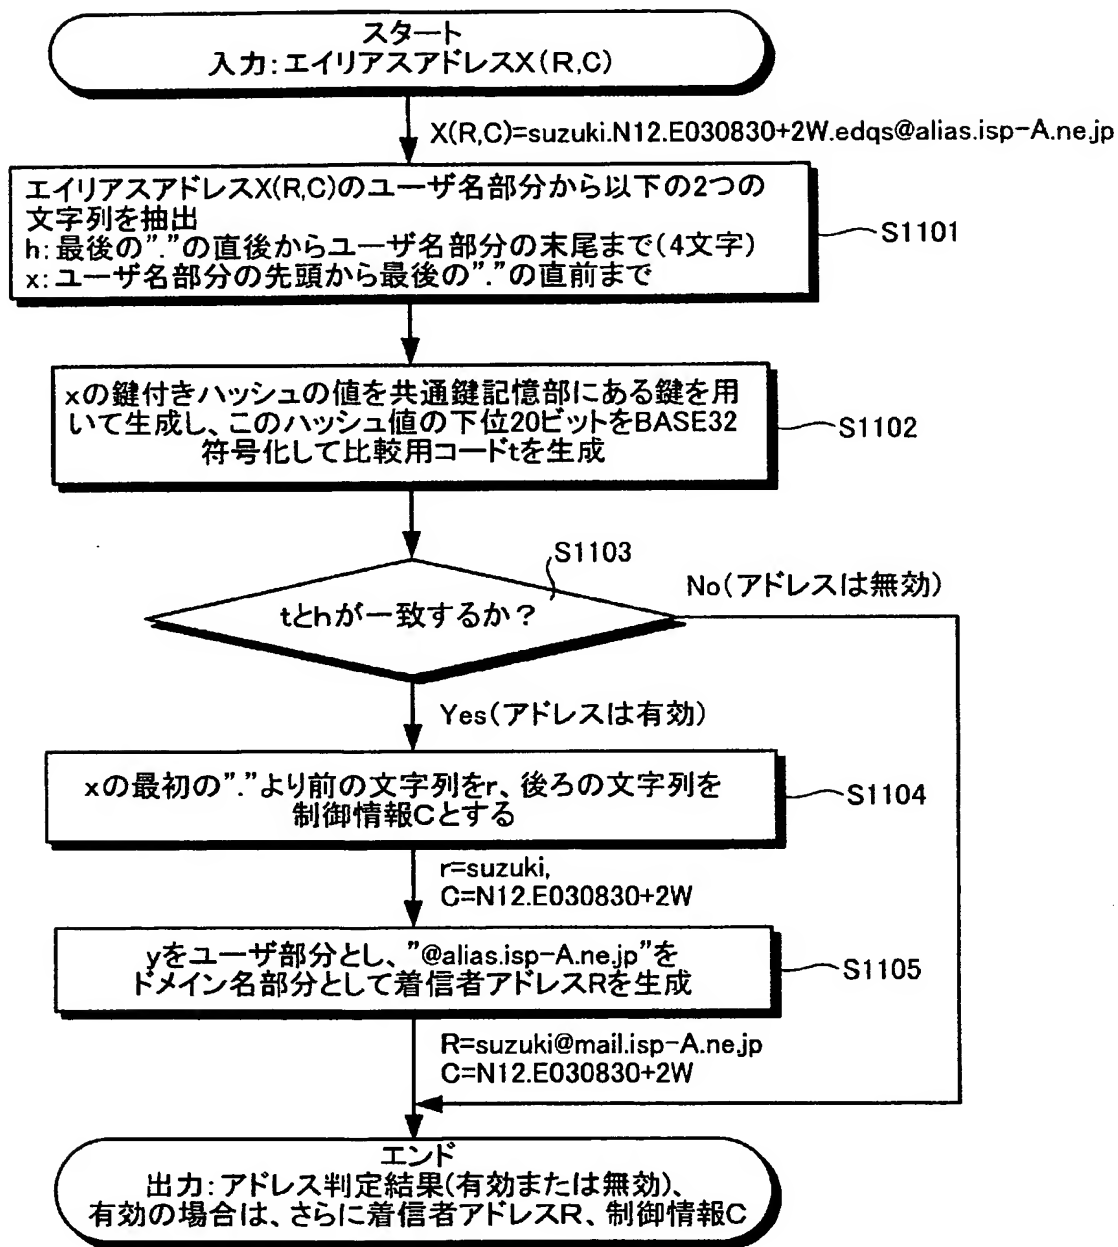 スタート
入力:エイリアスアドレスX(R,C)
X(R,C)=suzuki.N12.E030830+2W.edqs@alias.isp-A.ne.jp
エイリアスアドレスX(R,C)のユーザ名部分から以下の2つの
文字列を抽出
h:最後の"."の直後からユーザ名部分の末尾まで(4文字)
x:ユーザ名部分の先頭から最後の"."の直前まで
S1101
xの鍵付きハッシュの値を共通鍵記憶部にある鍵を用
いて生成し、このハッシュ値の下位20ビットをBASE32
符号化して比較用コードtを生成
S1102
S1103
tとhが一致するか?
No(アドレスは無効)
Yes(アドレスは有効)
xの最初の"."より前の文字列をr、後ろの文字列を
制御情報Cとする
S1104
r=suzuki,
C=N12.E030830+2W
yをユーザ部分とし、"@alias.isp-A.ne.jp"を
ドメイン名部分として着信者アドレスRを生成
S1105
R=suzuki@mail.isp-A.ne.jp
C=N12.E030830+2W
エンド
出力:アドレス判定結果(有効または無効)、
有効の場合は、さらに着信者アドレスR、制御情報C